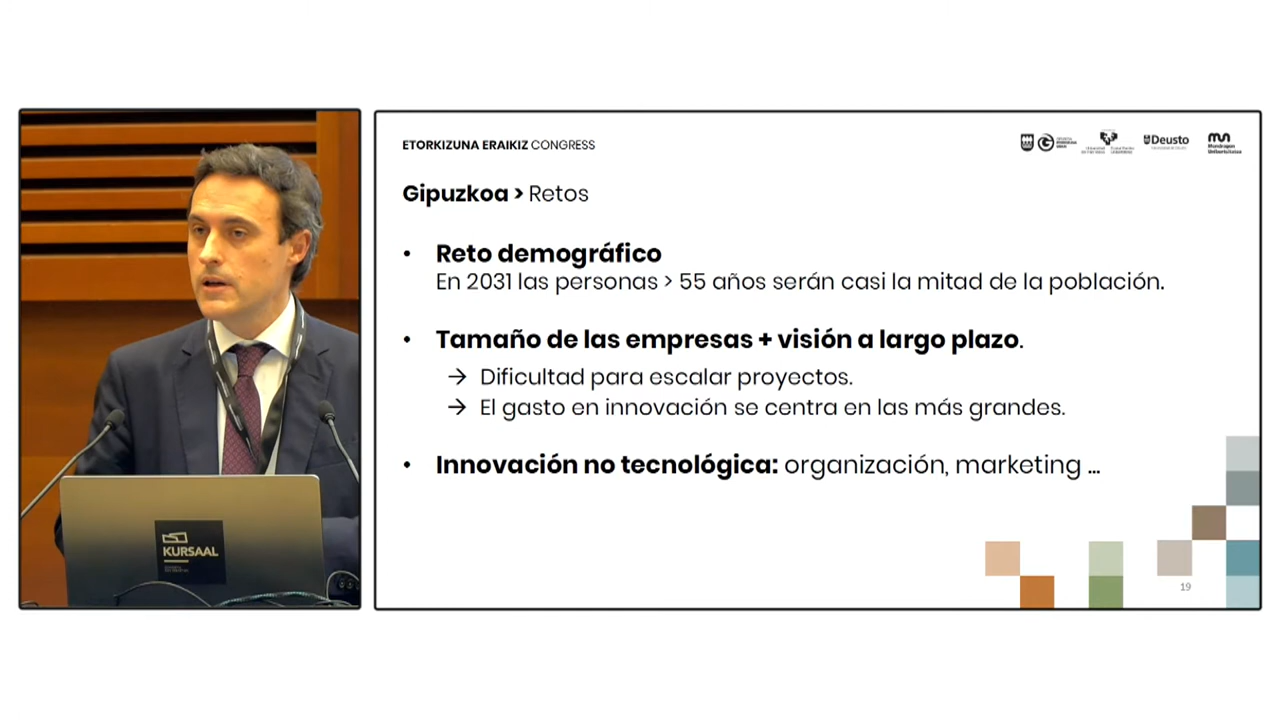 KURSAAL
ETORKIZUNA ERAIKIZ CONGRESS
Deusto
Mondragon
Unibertsitatea
Gipuzkoa > Retos
• Reto demográfico
En 2031 las personas > 55 años serán casi la mitad de la población.
• Tamaño de las empresas + visión a largo plazo.
→ Dificultad para escalar proyectos.
→ El gasto en innovación se centra en las más grandes.
• Innovación no tecnológica: organización, marketing ...
19